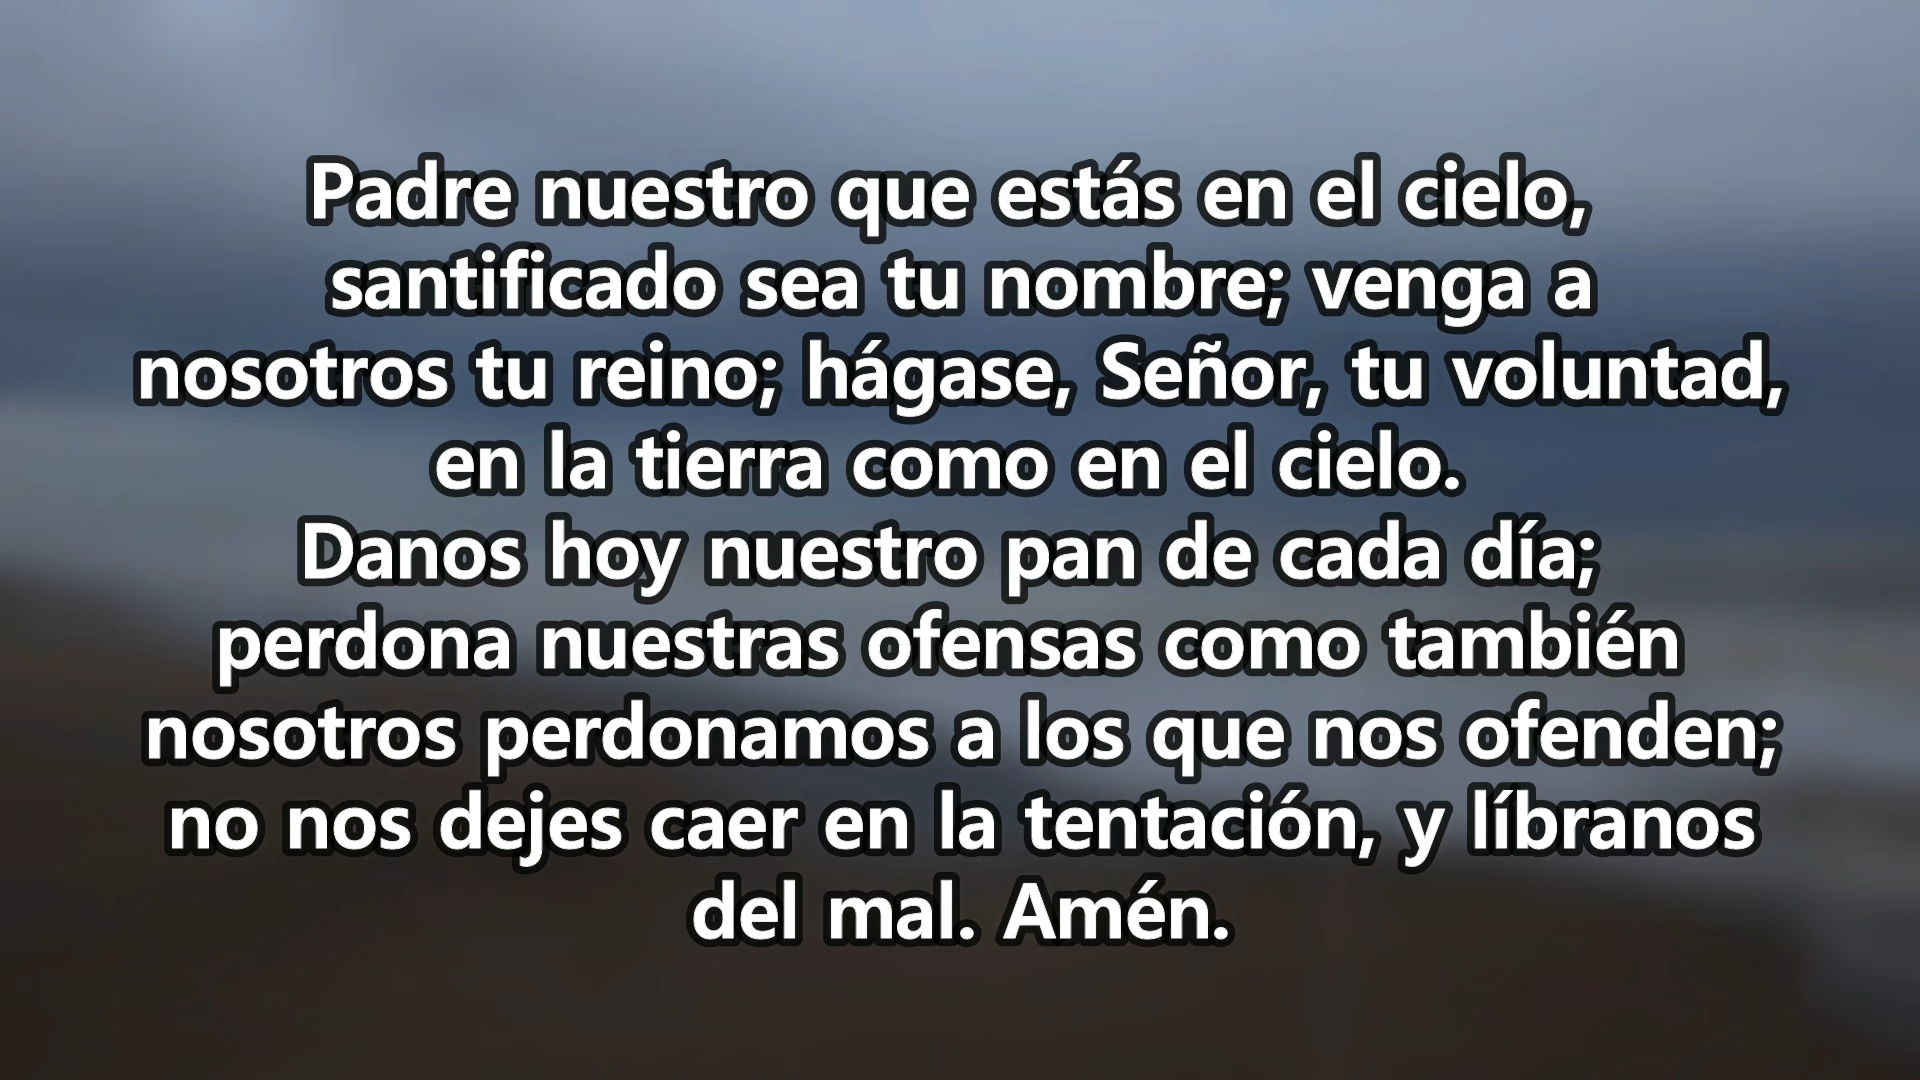 Padre nuestro que estás en el cielo,
santificado sea tu nombre; venga a
nosotros tu reino; hágase, Señor, tu voluntad,
en la tierra como en el cielo.
Danos hoy nuestro pan de cada día;
perdona nuestras ofensas como también
nosotros perdonamos a los que nos ofenden;
no nos dejes caer en la tentación, y líbranos
del mal. Amén.